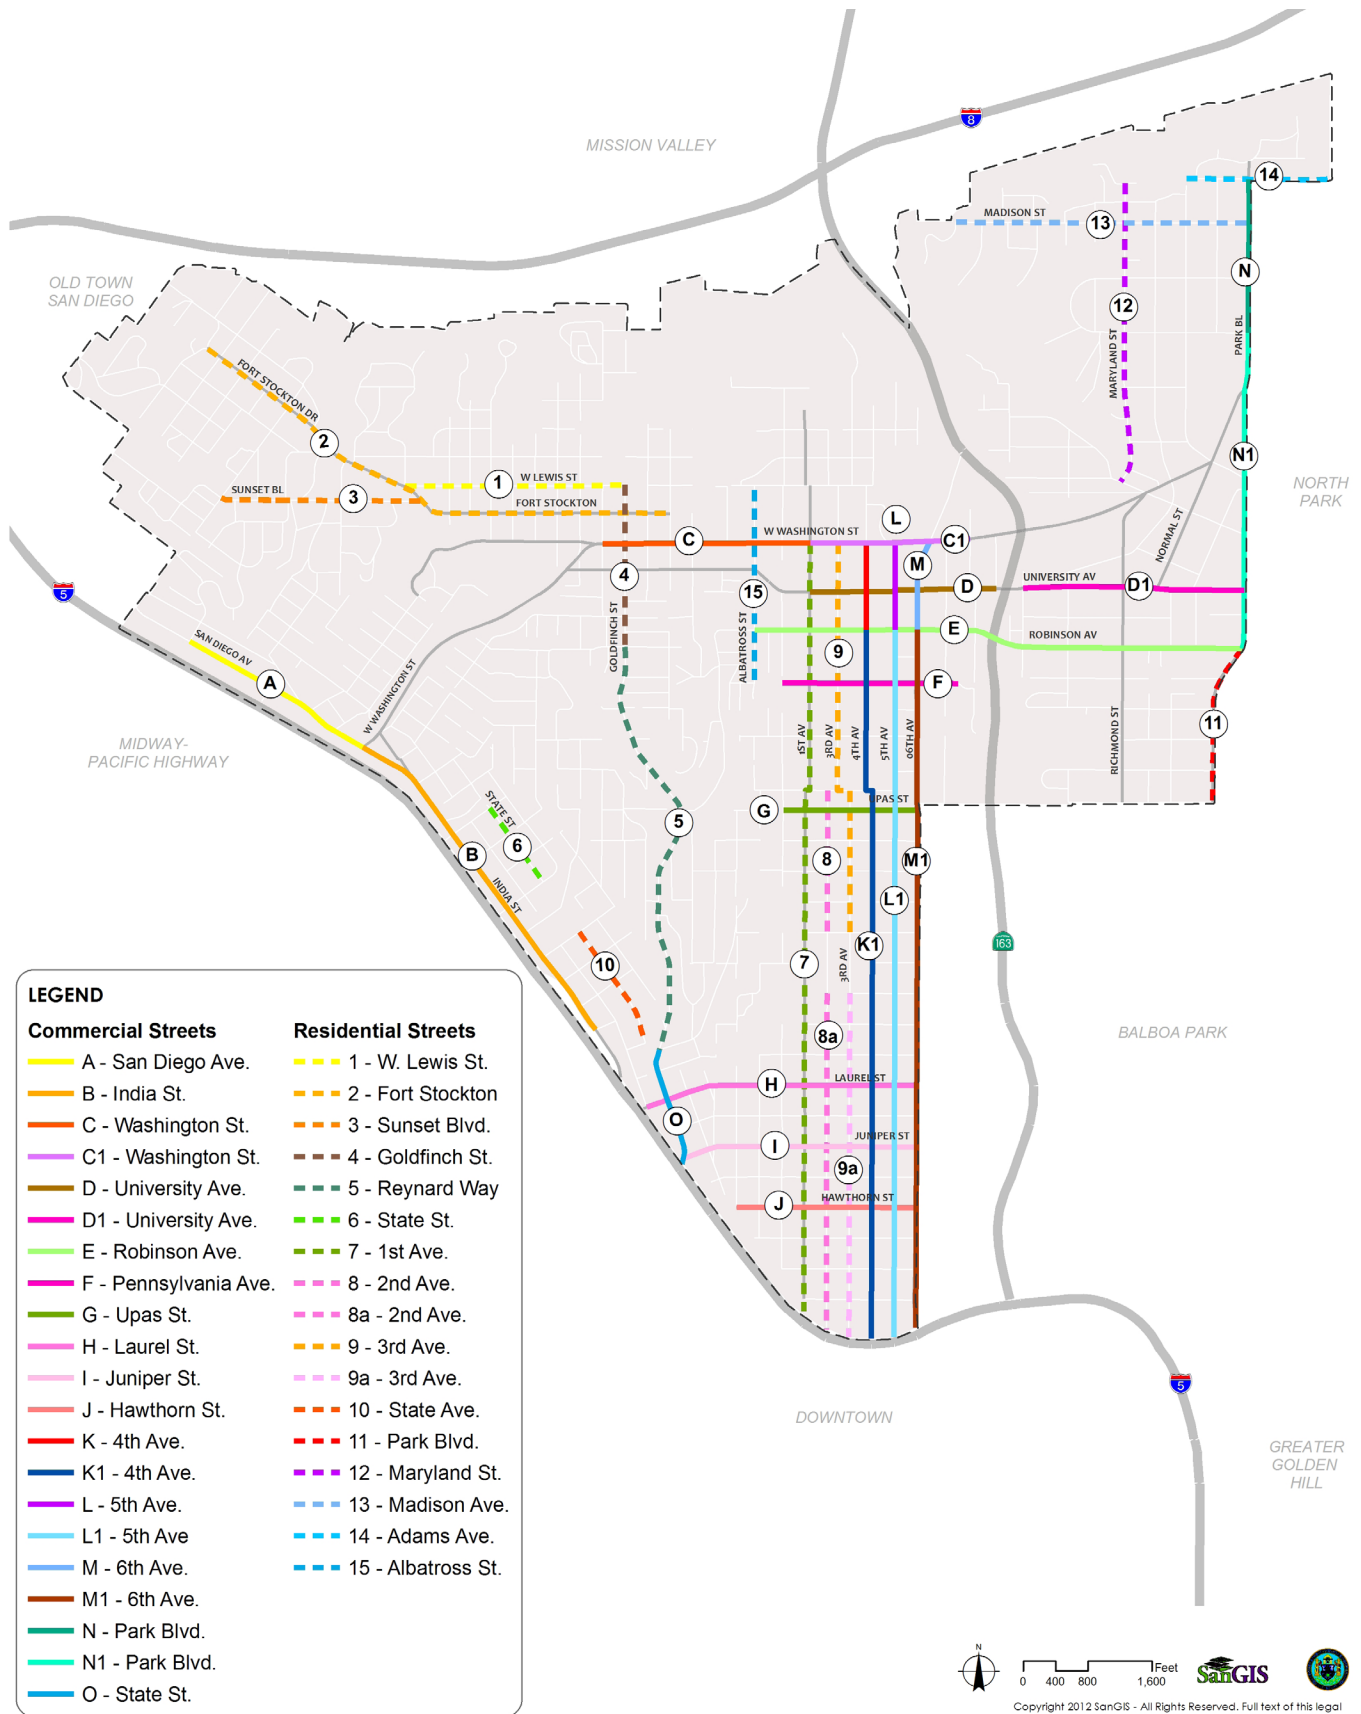 8
MISSION VALLEY
14
MADISON ST
13
OLD TOWN
SAN DIEGO
N
12
PARK BL
MARYLAND ST
FORT STOCKTON DR
2
N1
1
W LEWIS ST
SUNSET BL
3
FORT STOCKTON
NORTH
PARK
L
W WASHINGTON ST
C
C1
NORMAL ST
M
4
UNIVERSITY AV
D
D1
5
15
GOLDFINCH ST
ALBATROSS ST
SAN DIEGO AV
E
ROBINSON AV
9
A
F
W WASHINGTON ST
11
RICHMOND ST
1ST AV
3RD AV
4TH AV
5TH AV
06TH AV
MIDWAY-
PACIFIC HIGHWAY
STATE ST
G
UPAS ST
5
6
B
8
M1
INDIA ST
L1
K1
163
10
7
3RD AV
8a
BALBOA PARK
H
LAUREL ST
O
I
JUNIPER ST
9a
J
HAWTHORN ST
5
DOWNTOWN
GREATER
GOLDEN
HILL
LEGEND
Commercial Streets
A - San Diego Ave.
B - India St.
C - Washington St.
C1 - Washington St.
D - University Ave.
D1 - University Ave.
E - Robinson Ave.
F - Pennsylvania Ave.
G - Upas St.
H - Laurel St.
I - Juniper St.
J - Hawthorn St.
K - 4th Ave.
K1 - 4th Ave.
L - 5th Ave.
L1 - 5th Ave
M - 6th Ave.
M1 - 6th Ave.
N - Park Blvd.
N1 - Park Blvd.
O - State St.
Residential Streets
1 - W. Lewis St.
2 - Fort Stockton
3 - Sunset Blvd.
4 - Goldfinch St.
5 - Reynard Way
6 - State St.
7 - 1st Ave.
8 - 2nd Ave.
8a - 2nd Ave.
9 - 3rd Ave.
9a - 3rd Ave.
10 - State Ave.
11 - Park Blvd.
12 - Maryland St.
13 - Madison Ave.
14 - Adams Ave.
15 - Albatross St.
N
Feet
0 400 800 1,600
SanGIS
Copyright 2012 SanGIS - All Rights Reserved. Full text of this legal